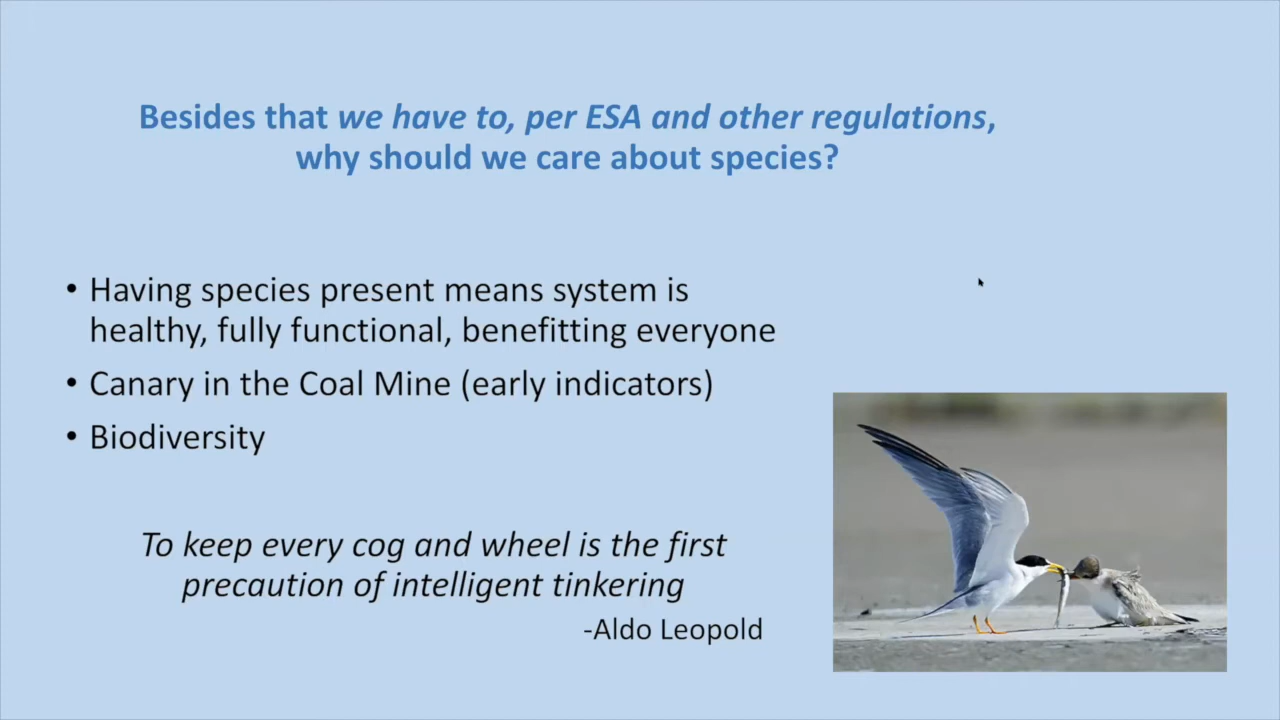 Besides that we have to, per ESA and other regulations,
why should we care about species?
• Having species present means system is
healthy, fully functional, benefitting everyone
• Canary in the Coal Mine (early indicators)
• Biodiversity
To keep every cog and wheel is the first
precaution of intelligent tinkering
-Aldo Leopold